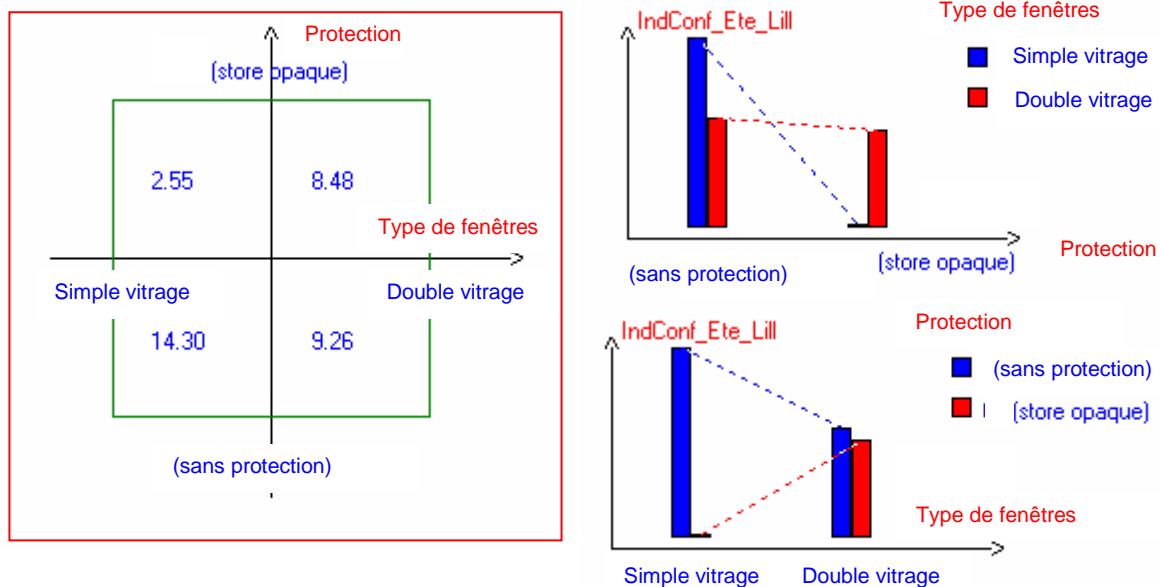 Protection
(store opaque)
2.55 8.48
Type de fenêtres
Simple vitrage Double vitrage
14.30 9.26
(sans protection)
IndConf_Ete_Lill
Type de fenêtres
Simple vitrage
Double vitrage
(sans protection)
(store opaque)
Protection
IndConf_Ete_Lill
Protection
(sans protection)
(store opaque)
Type de fenêtres
Simple vitrage Double vitrage